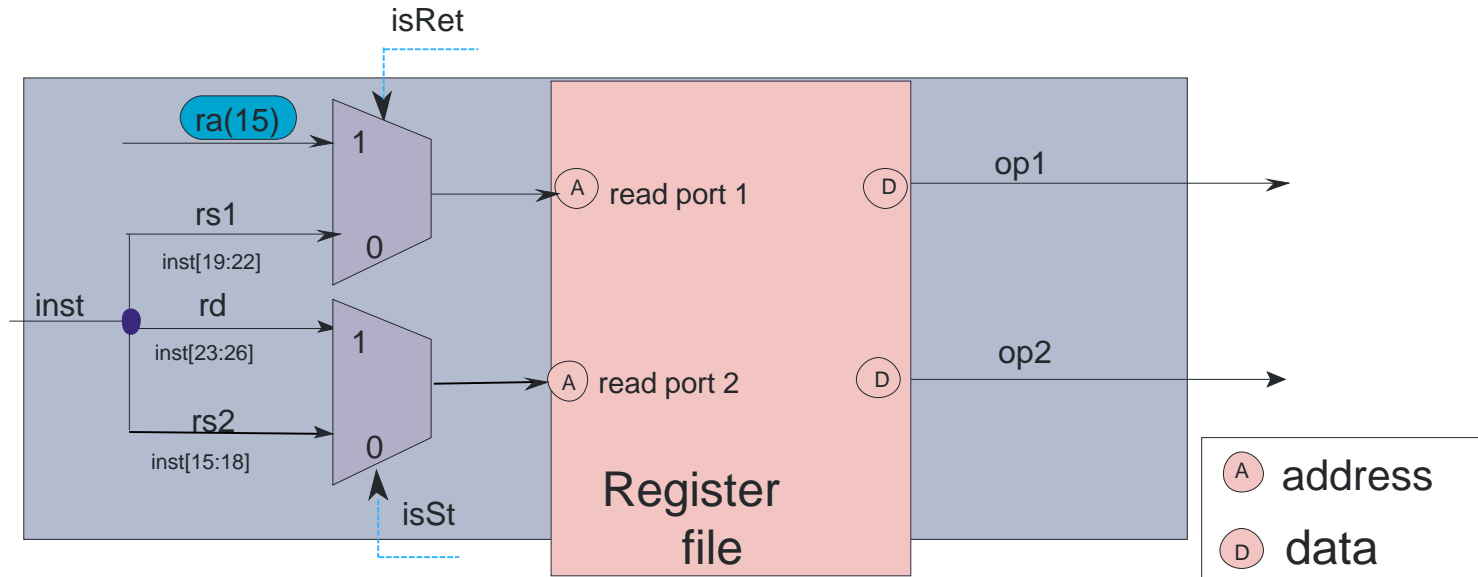 isRet
ra(15)
1
A
read port 1
D
op1
rs1
0
inst[19:22]
inst
rd
1
inst[23:26]
A
read port 2
D
op2
rs2
0
inst[15:18]
isSt
Register
file
A
address
D
data